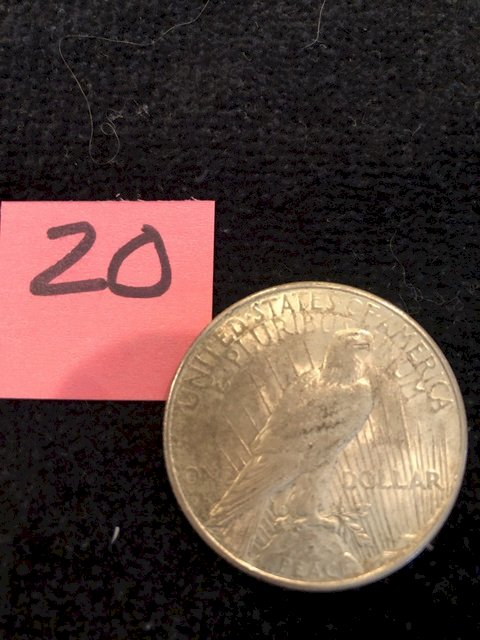 20
UNITED·STATES·OF·AMERICA
E·PLURIBUS UNUM
ONE DOLLAR
PEACE